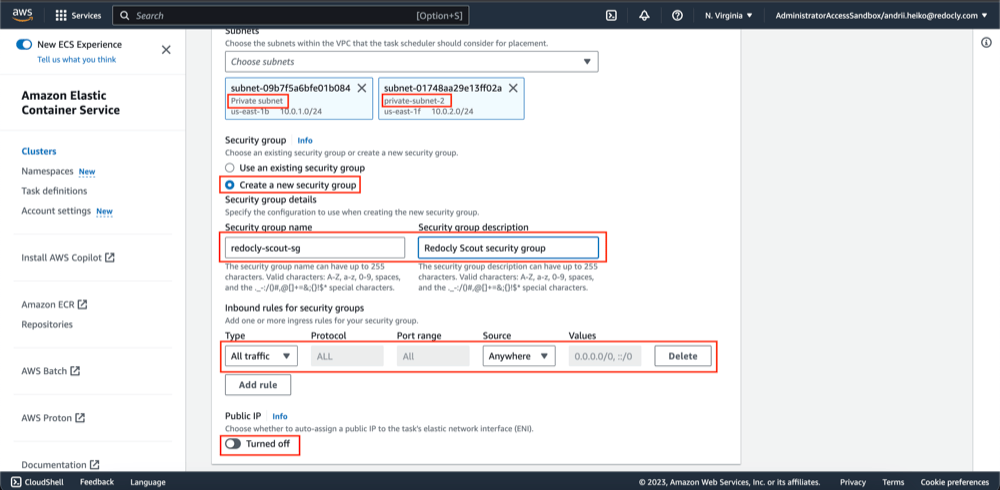 aws
Services
Search
[Option+S]
N. Virginia
AdministratorAccessSandbox/andrii.heiko@redocly.com
New ECS Experience
Tell us what you think
Amazon Elastic
Container Service
Clusters
Namespaces New
Task definitions
Account settings New
Install AWS Copilot
Amazon ECR
Repositories
AWS Batch
AWS Proton
Documentation
Subnets
Choose the subnets within the VPC that the task scheduler should consider for placement.
Choose subnets
subnet-09b7f5a6bfe01b084
Private subnet
us-east-1b 10.0.1.0/24
subnet-01748aa29e13ff02a
private-subnet-2
us-east-1f 10.0.2.0/24
Security group Info
Choose an existing security group or create a new security group.
Use an existing security group
Create a new security group
Security group details
Specify the configuration to use when creating the new security group.
Security group name
redocly-scout-sg
The security group name can have up to 255
characters. Valid characters: A-Z, a-z, 0-9, spaces,
and the ._-:/()#,@[]+=&;{}!$* special characters.
Security group description
Redocly Scout security group
The security group description can have up to 255
characters. Valid characters: A-Z, a-z, 0-9, spaces,
and the ._-:/()#,@[]+=&;{}!$* special characters.
Inbound rules for security groups
Add one or more ingress rules for your security group.
Type Protocol Port range Source Values
All traffic ALL All Anywhere 0.0.0.0/0, ::/0 Delete
Add rule
Public IP Info
Choose whether to auto-assign a public IP to the task's elastic network interface (ENI).
Turned off
CloudShell Feedback Language
© 2023, Amazon Web Services, Inc. or its affiliates. Privacy Terms Cookie preferences